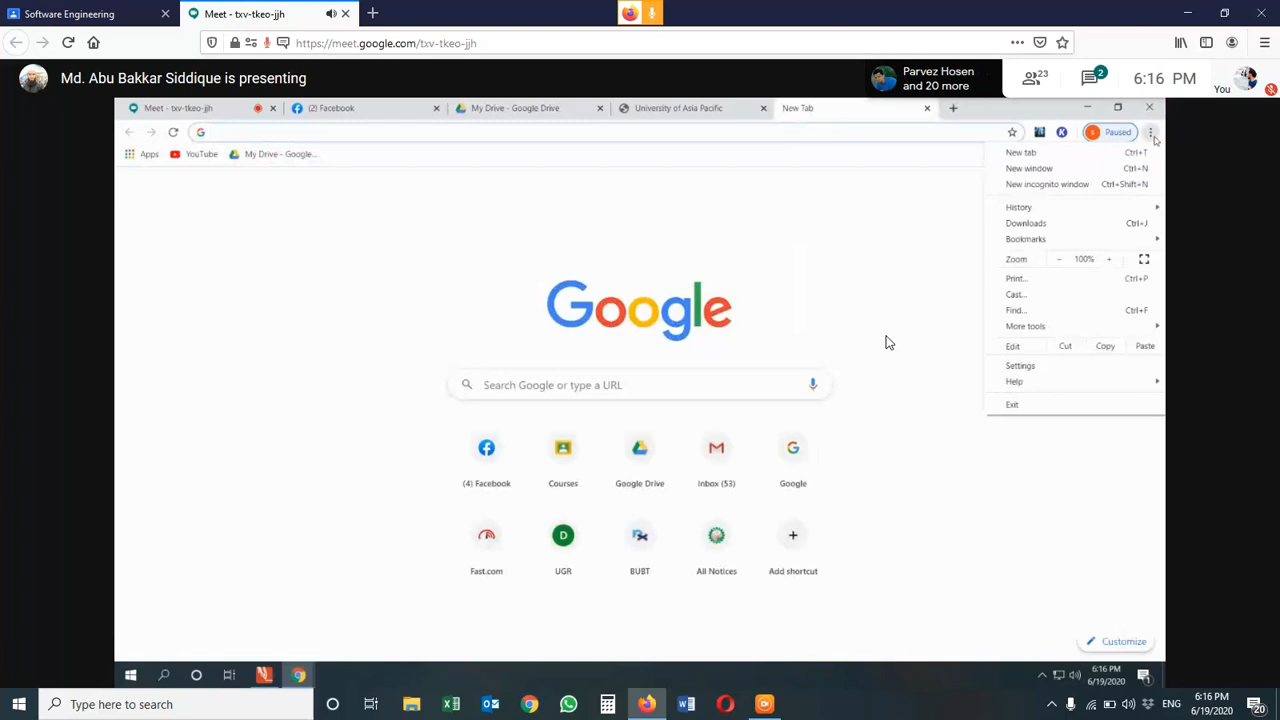 Software Engineering
Meet - txv-tkeo-jjh
https://meet.google.com/txv-tkeo-jjh
Md. Abu Bakkar Siddique is presenting
Parvez Hosen
and 20 more
23
2
6:16 PM
You
Meet - txv-tkeo-jjh
(2) Facebook
My Drive - Google Drive
University of Asia Pacific
New Tab
Paused
Apps
YouTube
My Drive - Google...
New tab Ctrl+T
New window Ctrl+N
New incognito window Ctrl+Shift+N
History
Downloads Ctrl+J
Bookmarks
Zoom - 100% +
Print... Ctrl+P
Cast...
Find... Ctrl+F
More tools
Edit Cut Copy Paste
Settings
Help
Exit
Google
Search Google or type a URL
(4) Facebook
Courses
Google Drive
Inbox (53)
Google
D
Fast.com
UGR
BUBT
All Notices
Add shortcut
Customize
6:16 PM
6/19/2020
1
Type here to search
6:16 PM
6/19/2020
20